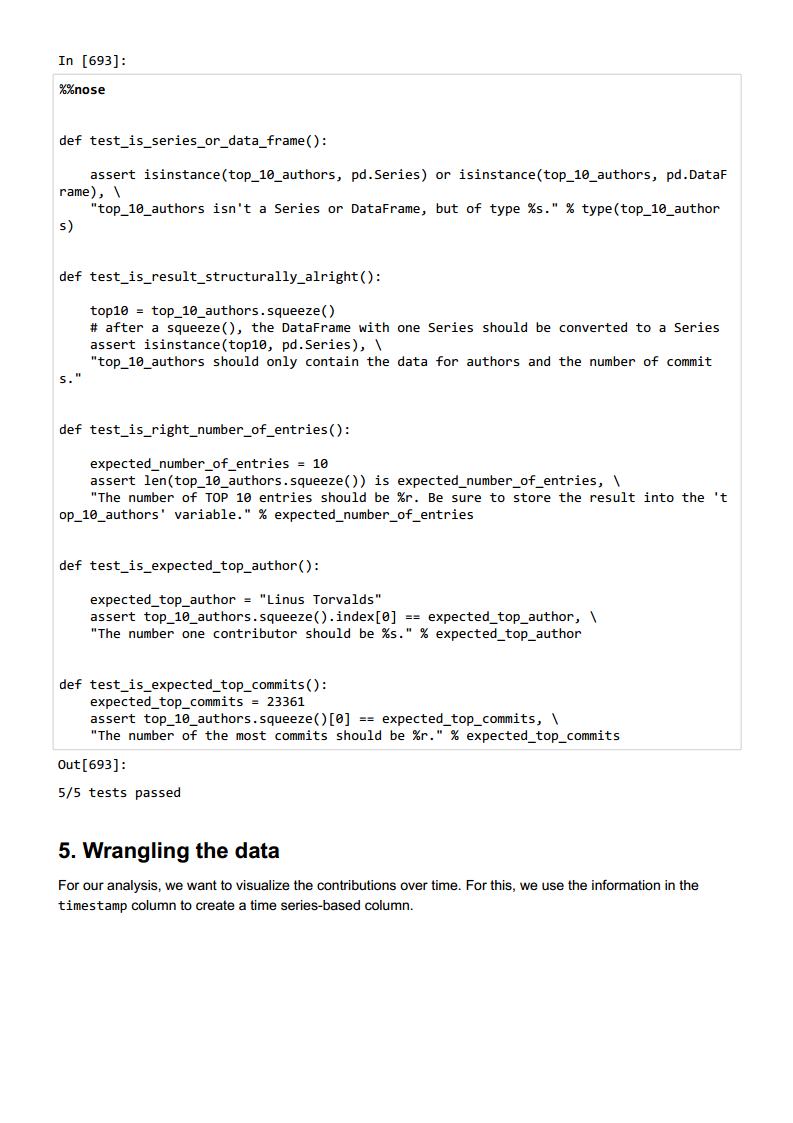 In [693]:
%%nose
def test_is_series_or_data_frame():
    assert isinstance(top_10_authors, pd.Series) or isinstance(top_10_authors, pd.DataF
rame), \
    "top_10_authors isn't a Series or DataFrame, but of type %s." % type(top_10_author
s)
def test_is_result_structurally_alright():
    top10 = top_10_authors.squeeze()
    # after a squeeze(), the DataFrame with one Series should be converted to a Series
    assert isinstance(top10, pd.Series), \
    "top_10_authors should only contain the data for authors and the number of commit
s."
def test_is_right_number_of_entries():
    expected_number_of_entries = 10
    assert len(top_10_authors.squeeze()) is expected_number_of_entries, \
    "The number of TOP 10 entries should be %r. Be sure to store the result into the 't
op_10_authors' variable." % expected_number_of_entries
def test_is_expected_top_author():
    expected_top_author = "Linus Torvalds"
    assert top_10_authors.squeeze().index[0] == expected_top_author, \
    "The number one contributor should be %s." % expected_top_author
def test_is_expected_top_commits():
    expected_top_commits = 23361
    assert top_10_authors.squeeze()[0] == expected_top_commits, \
    "The number of the most commits should be %r." % expected_top_commits
Out[693]:
5/5 tests passed
5. Wrangling the data
For our analysis, we want to visualize the contributions over time. For this, we use the information in the
timestamp column to create a time series-based column.